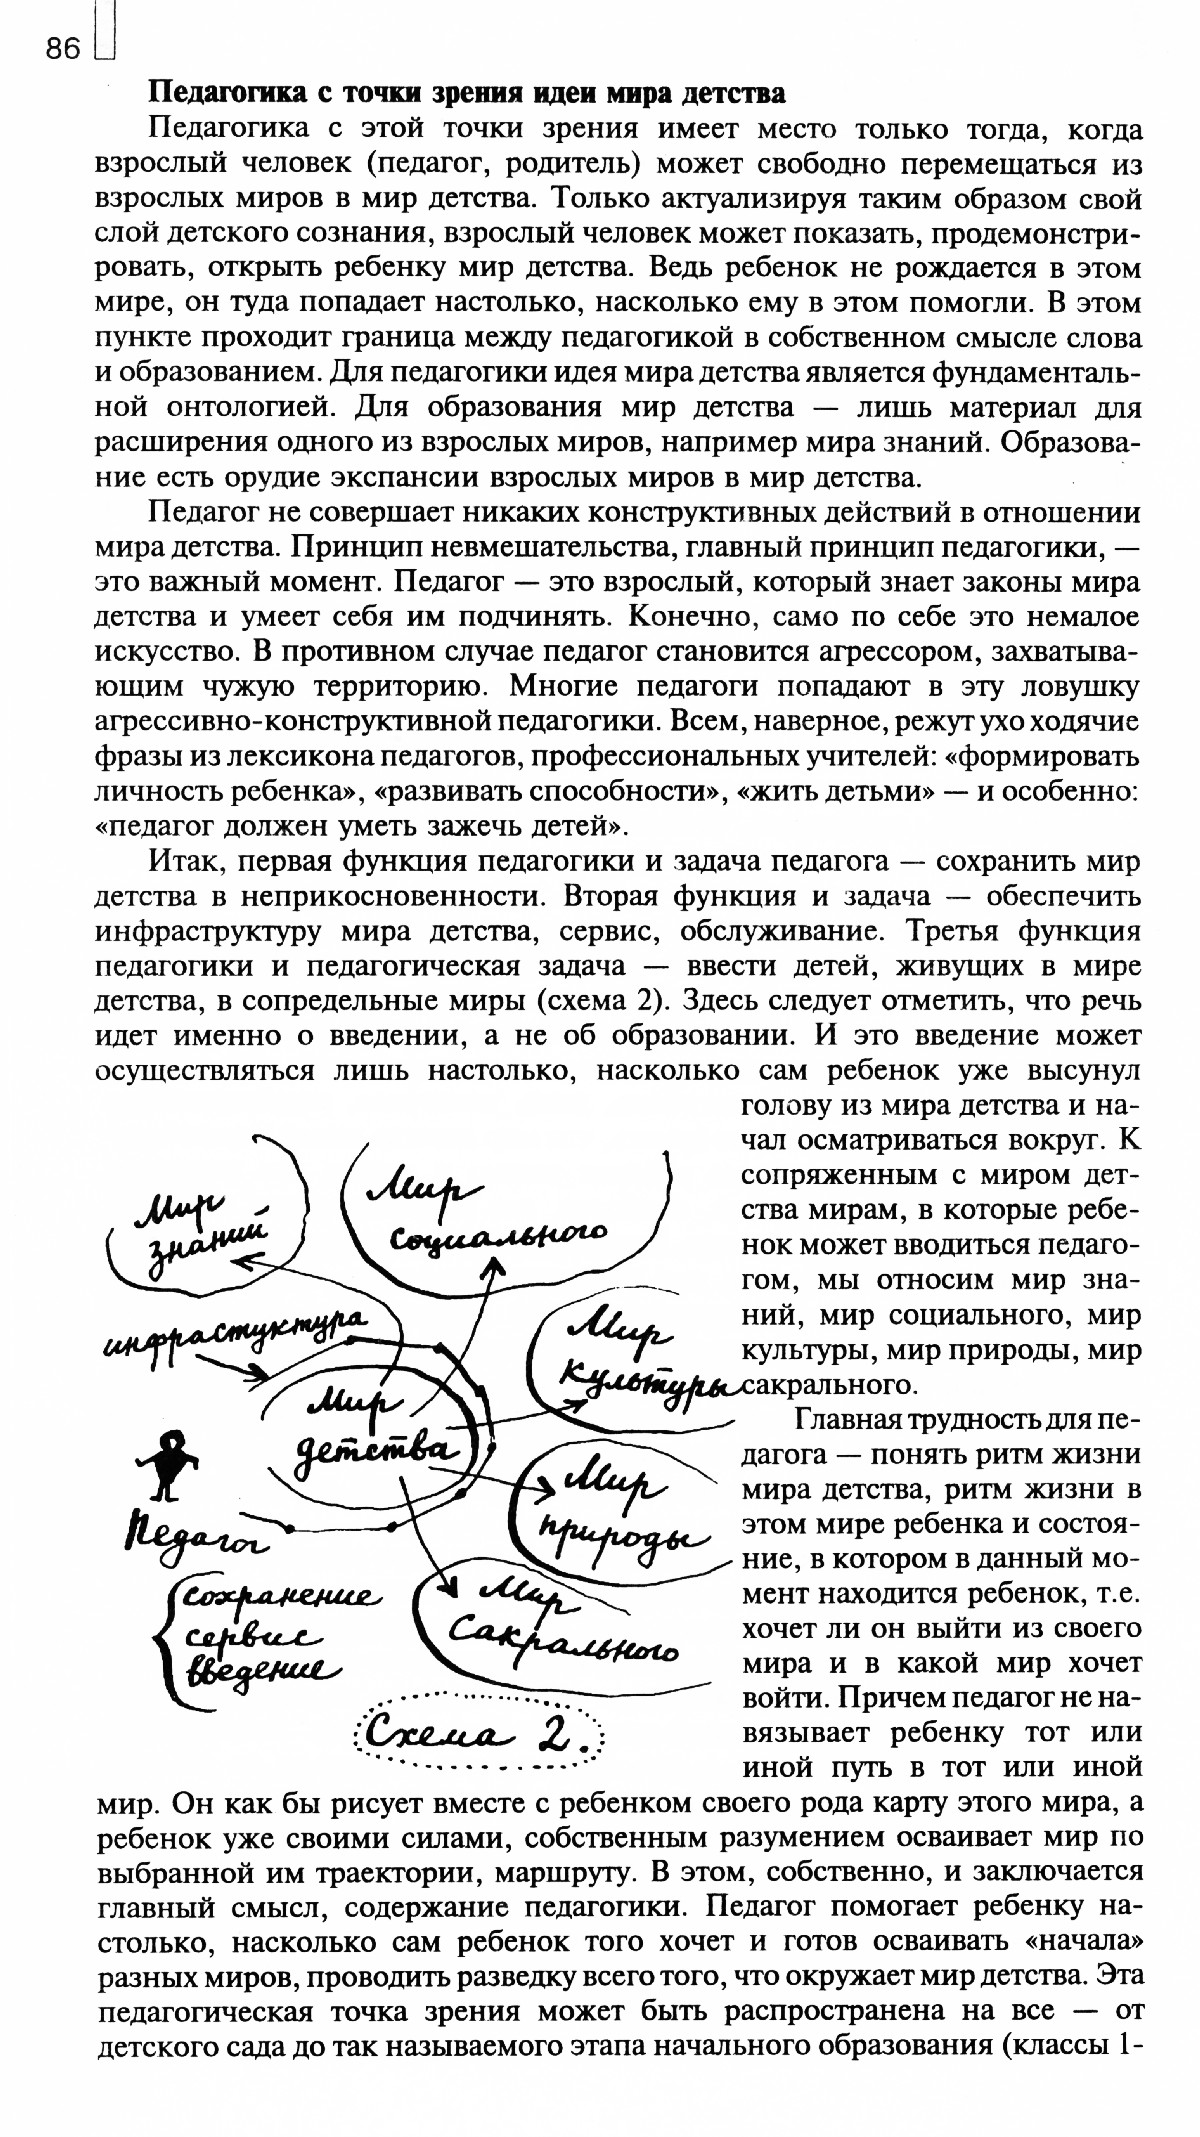 86
Педагогика с точки зрения идеи мира детства
Педагогика с этой точки зрения имеет место только тогда, когда
взрослый человек (педагог, родитель) может свободно перемещаться из
взрослых миров в мир детства. Только актуализируя таким образом свой
слой детского сознания, взрослый человек может показать, продемонстри-
ровать, открыть ребенку мир детства. Ведь ребенок не рождается в этом
мире, он туда попадает настолько, насколько ему в этом помогли. В этом
пункте проходит граница между педагогикой в собственном смысле слова
и образованием. Для педагогики идея мира детства является фундаменталь-
ной онтологией. Для образования мир детства — лишь материал для
расширения одного из взрослых миров, например мира знаний. Образова-
ние есть орудие экспансии взрослых миров в мир детства.
Педагог не совершает никаких конструктивных действий в отношении
мира детства. Принцип невмешательства, главный принцип педагогики, —
это важный момент. Педагог — это взрослый, который знает законы мира
детства и умеет себя им подчинять. Конечно, само по себе это немалое
искусство. В противном случае педагог становится агрессором, захватыва-
ющим чужую территорию. Многие педагоги попадают в эту ловушку
агрессивно-конструктивной педагогики. Всем, наверное, режут ухо ходячие
фразы из лексикона педагогов, профессиональных учителей: «формировать
личность ребенка», «развивать способности», «жить детьми» — и особенно:
«педагог должен уметь зажечь детей».
Итак, первая функция педагогики и задача педагога — сохранить мир
детства в неприкосновенности. Вторая функция и задача — обеспечить
инфраструктуру мира детства, сервис, обслуживание. Третья функция
педагогики и педагогическая задача — ввести детей, живущих в мире
детства, в сопредельные миры (схема 2). Здесь следует отметить, что речь
идет именно о введении, а не об образовании. И это введение может
осуществляться лишь настолько, насколько сам ребенок уже высунул
голову из мира детства и на-
чал осматриваться вокруг. К
сопряженным с миром дет-
ства мирам, в которые ребе-
нок может вводиться педаго-
гом, мы относим мир зна-
ний, мир социального, мир
культуры, мир природы, мир
сакрального.
Главная трудность для пе-
дагога — понять ритм жизни
мира детства, ритм жизни в
этом мире ребенка и состоя-
ние, в котором в данный мо-
мент находится ребенок, т.е.
хочет ли он выйти из своего
мира и в какой мир хочет
войти. Причем педагог не на-
вязывает ребенку тот или
иной путь в тот или иной
Мир
знаний
Мир
социального
инфраструктура
Мир
культуры
Мир
детства
Мир
природы
Педагог
сохранение
сервис
введение
Мир
Сакрального
Схема 2.
мир. Он как бы рисует вместе с ребенком своего рода карту этого мира, а
ребенок уже своими силами, собственным разумением осваивает мир по
выбранной им траектории, маршруту. В этом, собственно, и заключается
главный смысл, содержание педагогики. Педагог помогает ребенку на-
столько, насколько сам ребенок того хочет и готов осваивать «начала»
разных миров, проводить разведку всего того, что окружает мир детства. Эта
педагогическая точка зрения может быть распространена на все — от
детского сада до так называемого этапа начального образования (классы 1-